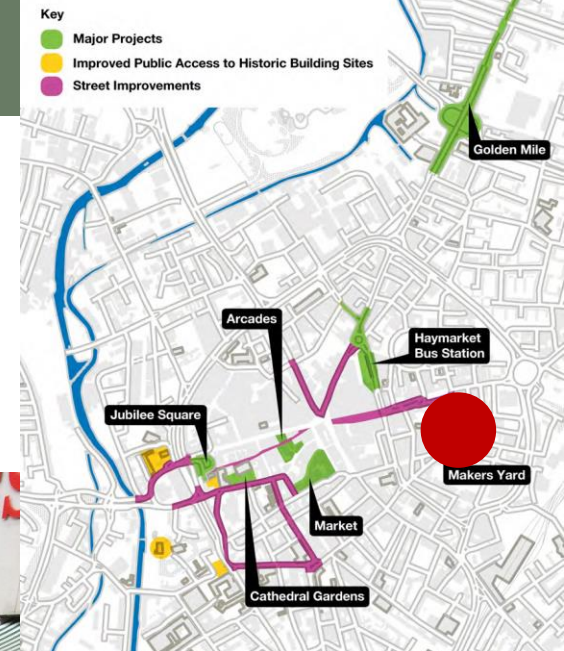 Key
Major Projects
Improved Public Access to Historic Building Sites
Street Improvements
Golden Mile
Arcades
Haymarket
Bus Station
Jubilee Square
Makers Yard
Market
Cathedral Gardens